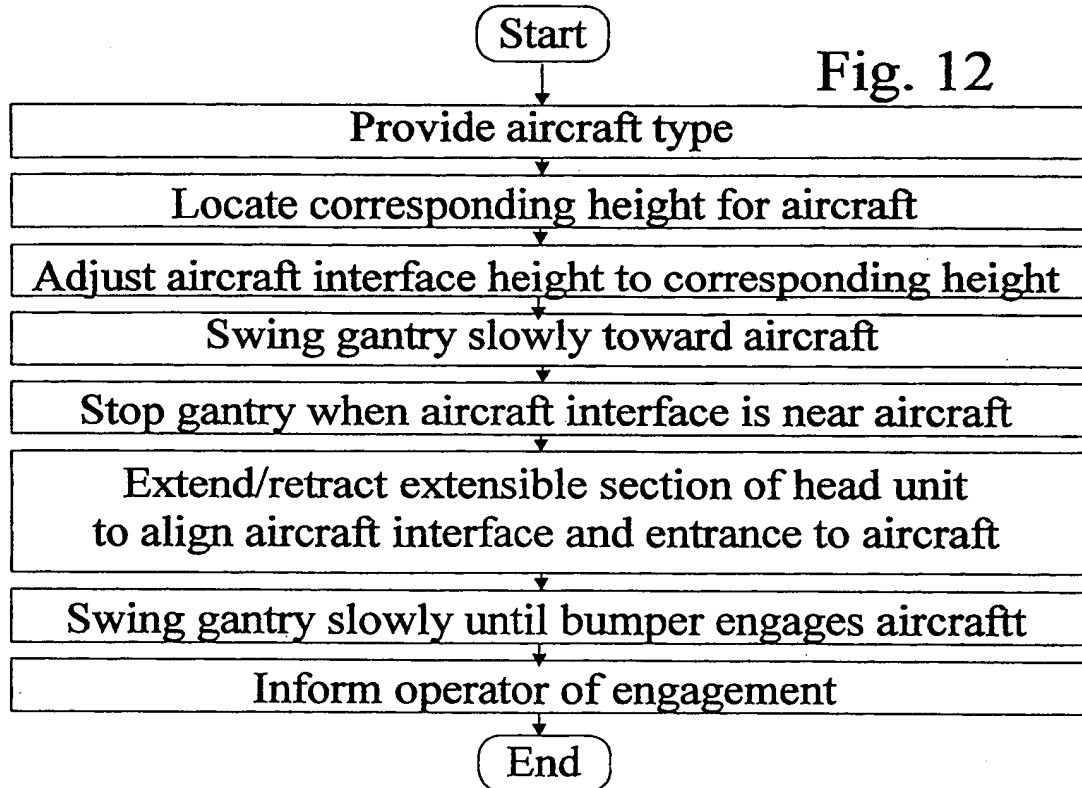 Start
Fig. 12
Provide aircraft type
Locate corresponding height for aircraft
Adjust aircraft interface height to corresponding height
Swing gantry slowly toward aircraft
Stop gantry when aircraft interface is near aircraft
Extend/retract extensible section of head unit
to align aircraft interface and entrance to aircraft
Swing gantry slowly until bumper engages aircraftt
Inform operator of engagement
End